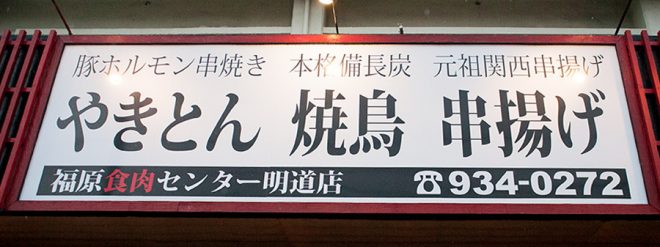 豚ホルモン串焼き 本格備長炭 元祖関西串揚げ
やきとん 焼鳥 串揚げ
福原食肉センター明道店 ☎934-0272